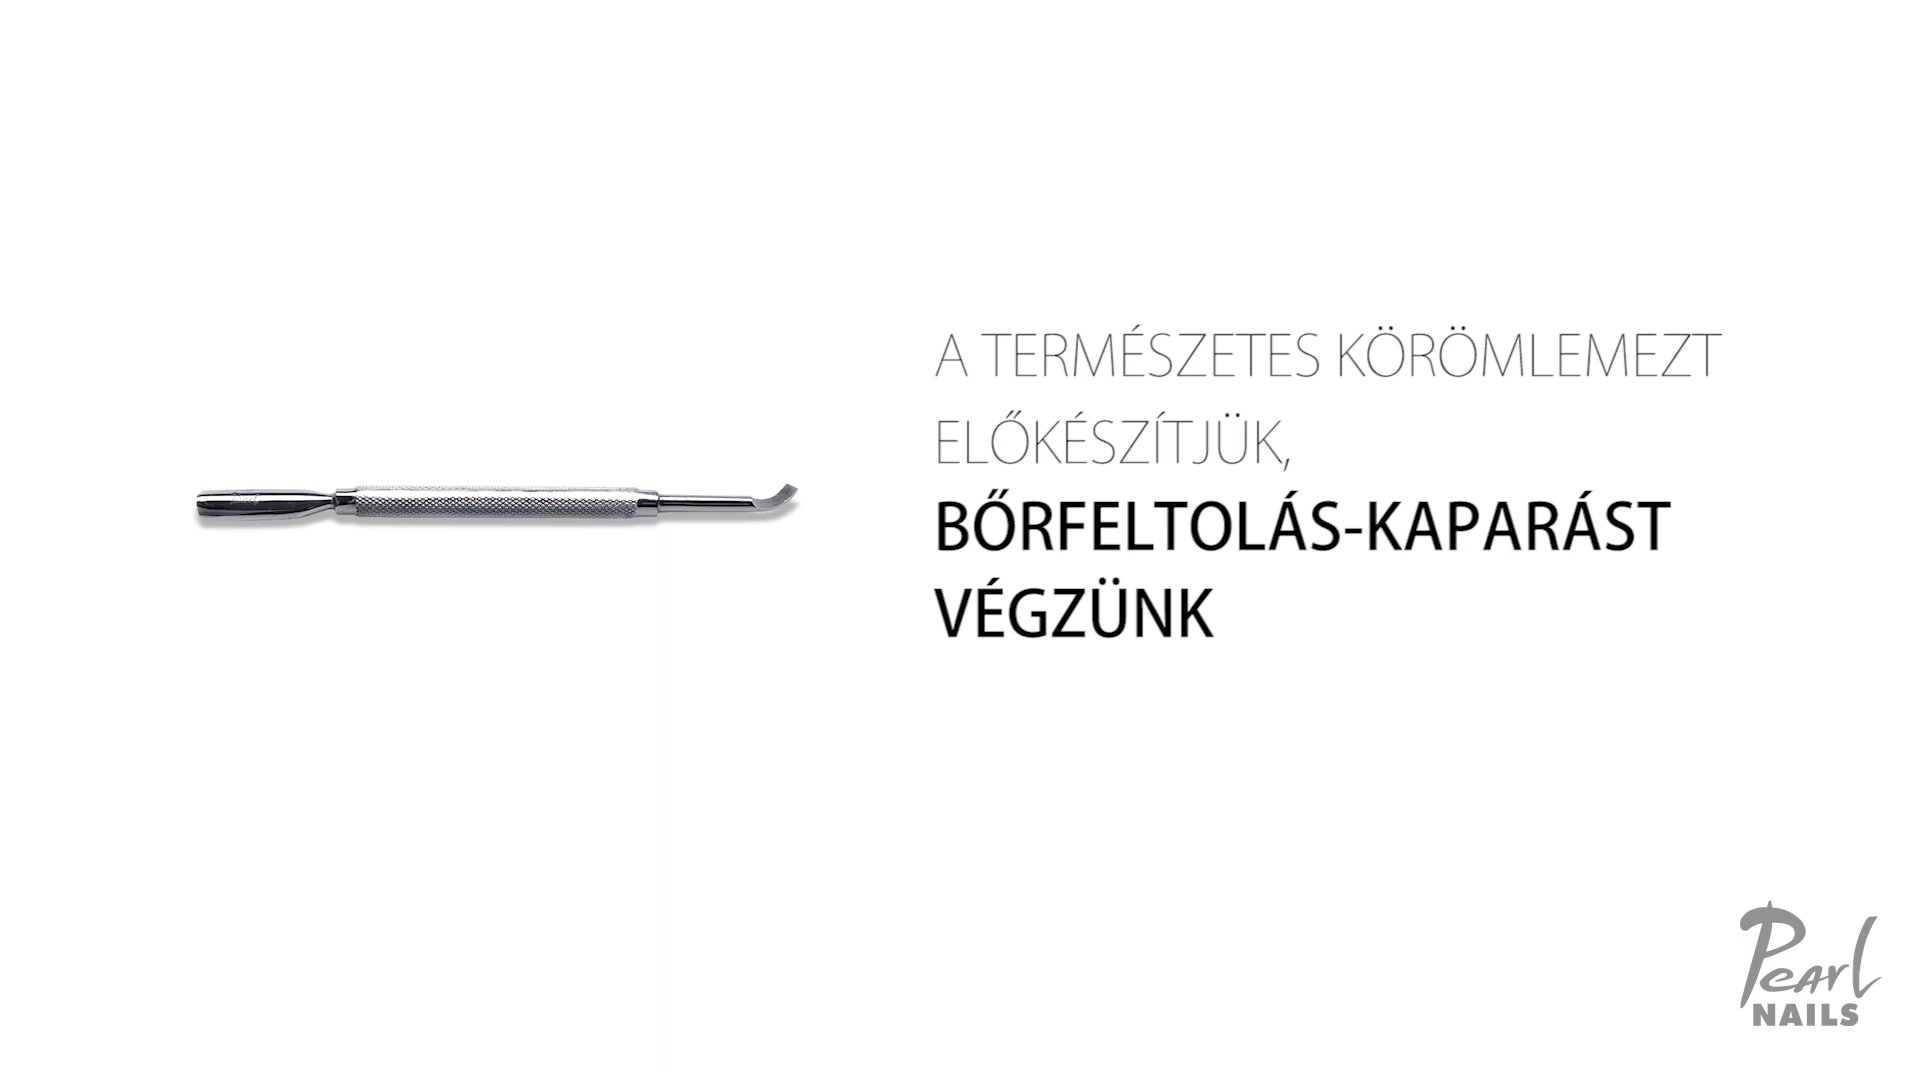 A TERMÉSZETES KÖRÖMLEMEZT
ELŐKÉSZÍTJÜK,
BŐRFELTOLÁS-KAPARÁST
VÉGZÜNK
Pearl
NAILS